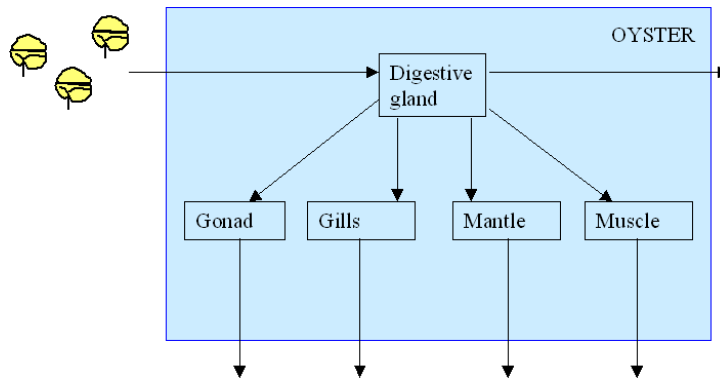 OYSTER
Digestive
gland
Gonad
Gills
Mantle
Muscle